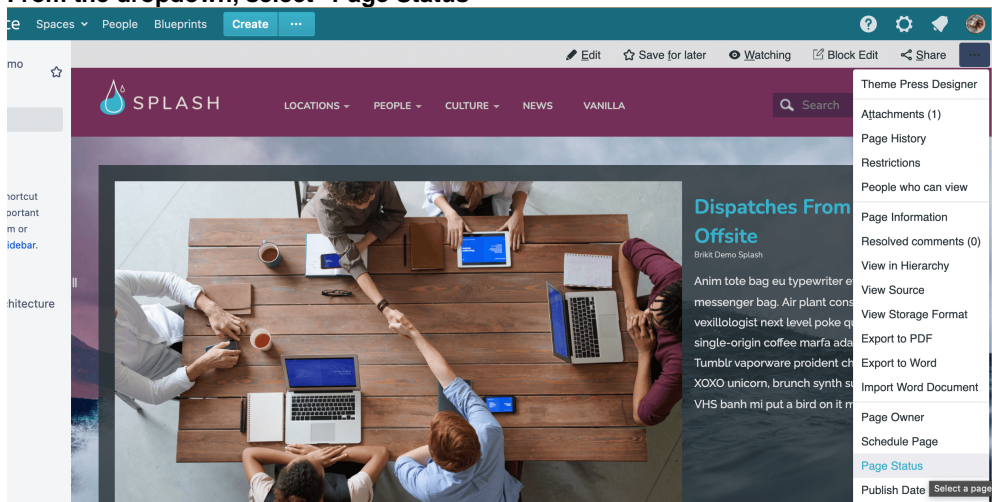 From the dropdown, select "Page Status"
ce Spaces People Blueprints Create ...
mo
Edit Save for later Watching Block Edit Share ...
SPLASH LOCATIONS PEOPLE CULTURE NEWS VANILLA Search
Theme Press Designer
Attachments (1)
Page History
Restrictions
People who can view
Page Information
Resolved comments (0)
View in Hierarchy
View Source
View Storage Format
Export to PDF
Export to Word
Import Word Document
Page Owner
Schedule Page
Page Status
Publish Date
Select a page
hortcut
portant
m or
idebar.
chitecture
Dispatches From
Offsite
Brikit Demo Splash
Anim tote bag eu typewriter e
messenger bag. Air plant cons
vexillologist next level poke qu
single-origin coffee marfa ada
Tumblr vaporware proident ch
XOXO unicorn, brunch synth su
VHS banh mi put a bird on it m